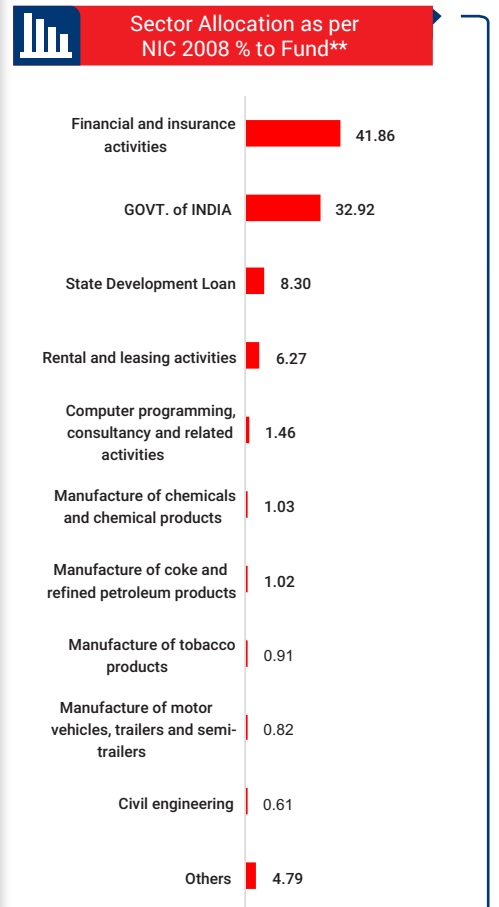 Sector Allocation as per
NIC 2008 % to Fund**
Financial and insurance
activities
41.86
GOVT. of INDIA
32.92
State Development Loan
8.30
Rental and leasing activities
6.27
Computer programming,
consultancy and related
activities
1.46
Manufacture of chemicals
and chemical products
1.03
Manufacture of coke and
refined petroleum products
1.02
Manufacture of tobacco
products
0.91
Manufacture of motor
vehicles, trailers and semi-
trailers
0.82
Civil engineering
0.61
Others
4.79